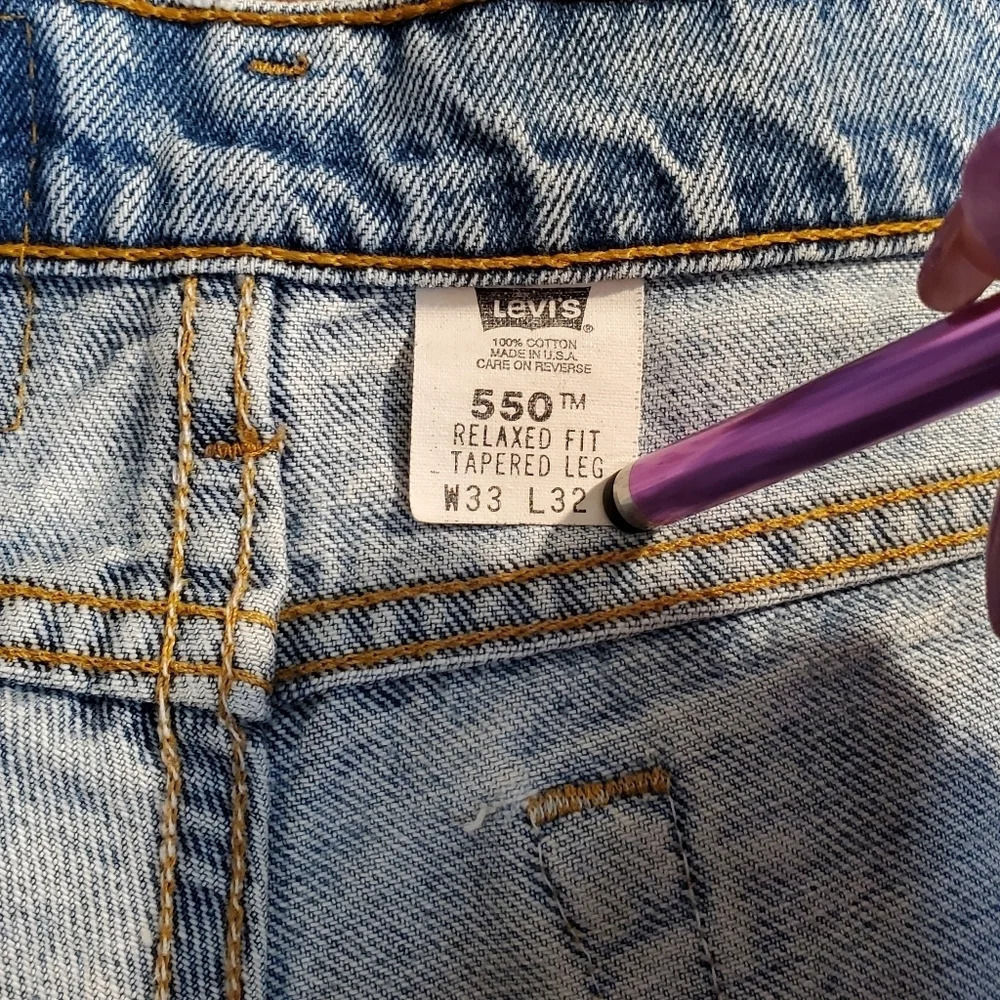 Levi's ®
100% COTTON
MADE IN U.S.A.
CARE ON REVERSE
550™
RELAXED FIT
TAPERED LEG
W33 L32